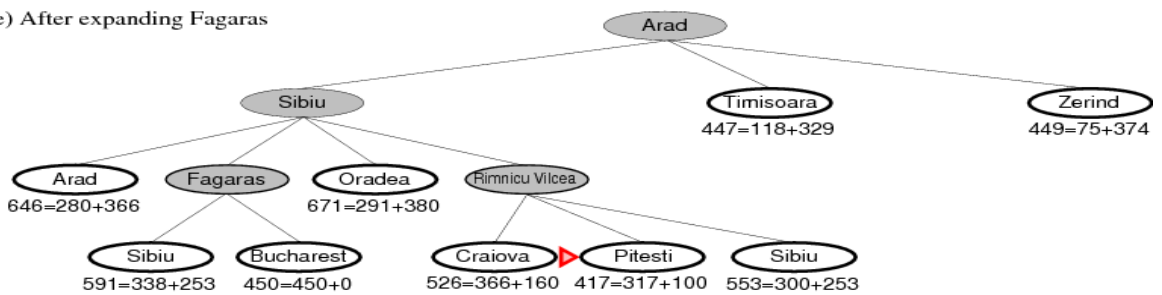 e) After expanding Fagaras
Arad
Sibiu
Timisoara
Zerind
447=118+329
449=75+374
Arad
Fagaras
Oradea
Rimnicu Vilcea
646=280+366
671=291+380
Sibiu
Bucharest
Craiova
Pitesti
Sibiu
591=338+253
450=450+0
526=366+160
417=317+100
553=300+253